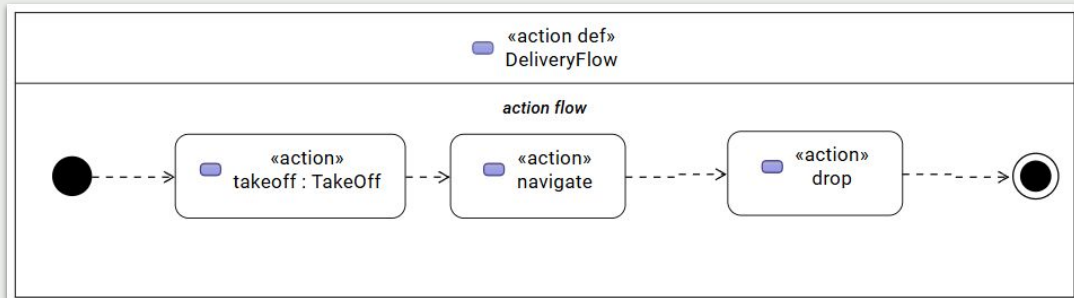 «action def»
DeliveryFlow
action flow
«action»
takeoff : TakeOff
«action»
navigate
«action»
drop